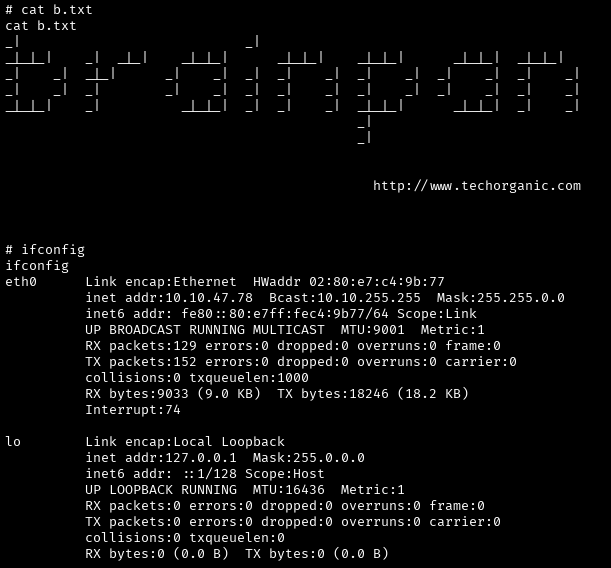 # cat b.txt
cat b.txt
brainpan
http://www.techorganic.com
# ifconfig
ifconfig
eth0 Link encap:Ethernet HWaddr 02:80:e7:c4:9b:77
inet addr:10.10.47.78 Bcast:10.10.255.255 Mask:255.255.0.0
inet6 addr: fe80::80:e7ff:fec4:9b77/64 Scope:Link
UP BROADCAST RUNNING MULTICAST MTU:9001 Metric:1
RX packets:129 errors:0 dropped:0 overruns:0 frame:0
TX packets:152 errors:0 dropped:0 overruns:0 carrier:0
collisions:0 txqueuelen:1000
RX bytes:9033 (9.0 KB) TX bytes:18246 (18.2 KB)
Interrupt:74
lo Link encap:Local Loopback
inet addr:127.0.0.1 Mask:255.0.0.0
inet6 addr: ::1/128 Scope:Host
UP LOOPBACK RUNNING MTU:16436 Metric:1
RX packets:0 errors:0 dropped:0 overruns:0 frame:0
TX packets:0 errors:0 dropped:0 overruns:0 carrier:0
collisions:0 txqueuelen:0
RX bytes:0 (0.0 B) TX bytes:0 (0.0 B)